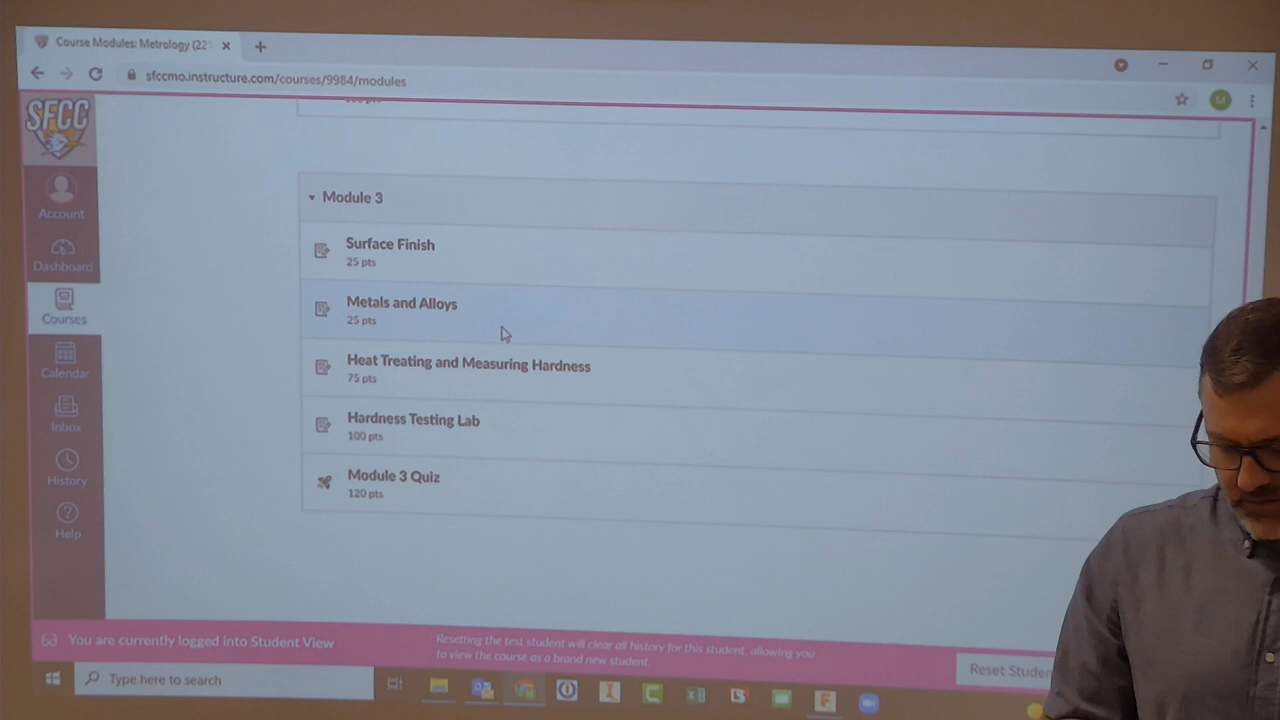 Course Modules: Metrology (22
sfccmo.instructure.com/courses/9984/modules
M
SFCC
Account
Dashboard
Courses
Calendar
Inbox
History
Help
Module 3
Surface Finish
25 pts
Metals and Alloys
25 pts
Heat Treating and Measuring Hardness
75 pts
Hardness Testing Lab
100 pts
Module 3 Quiz
120 pts
You are currently logged into Student View
Resetting the test student will clear all history for this student, allowing you
to view the course as a brand new student.
Reset Studen
Type here to search